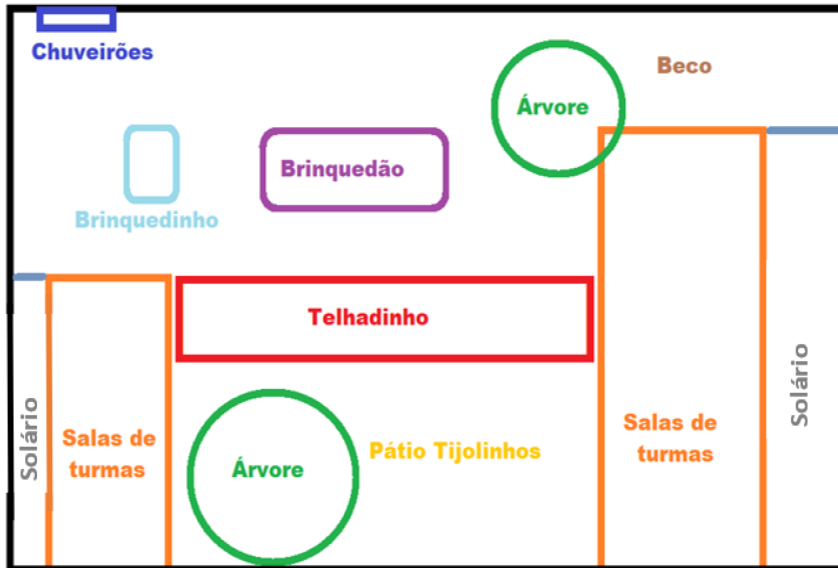 Chuveirões
Beco
Árvore
Brinquedão
Brinquedinho
Telhadinho
Solário
Salas de
turmas
Árvore
Pátio Tijolinhos
Salas de
turmas
Solário